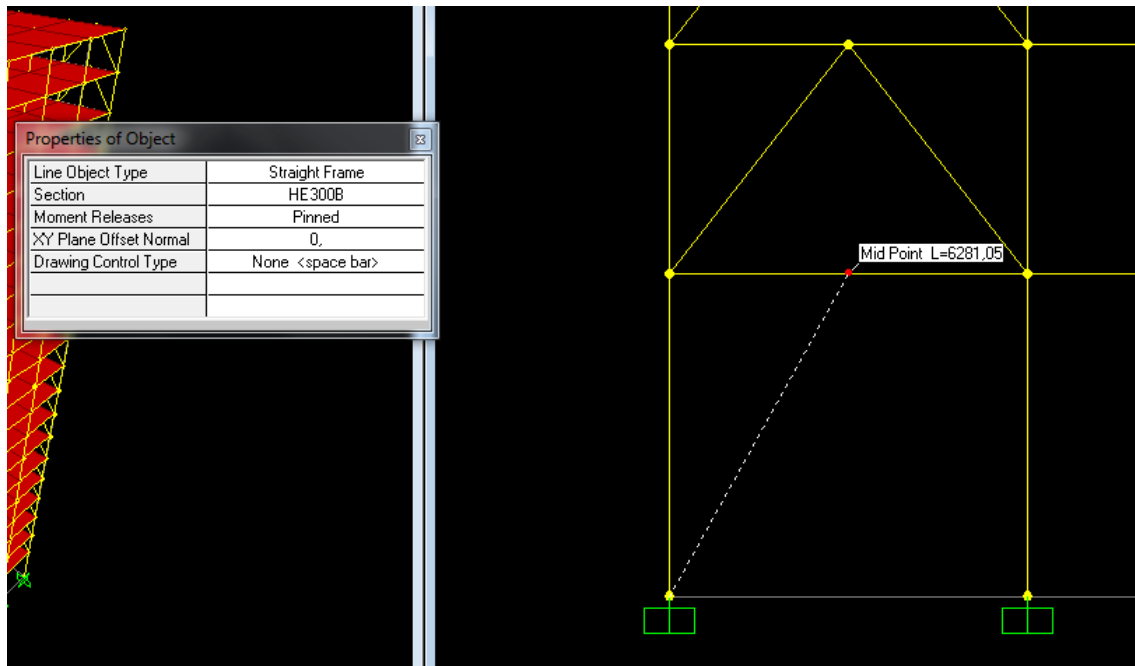 Properties of Object
Line Object Type Straight Frame
Section HE300B
Moment Releases Pinned
XY Plane Offset Normal 0,
Drawing Control Type None <space bar>
Mid Point L=6281,05